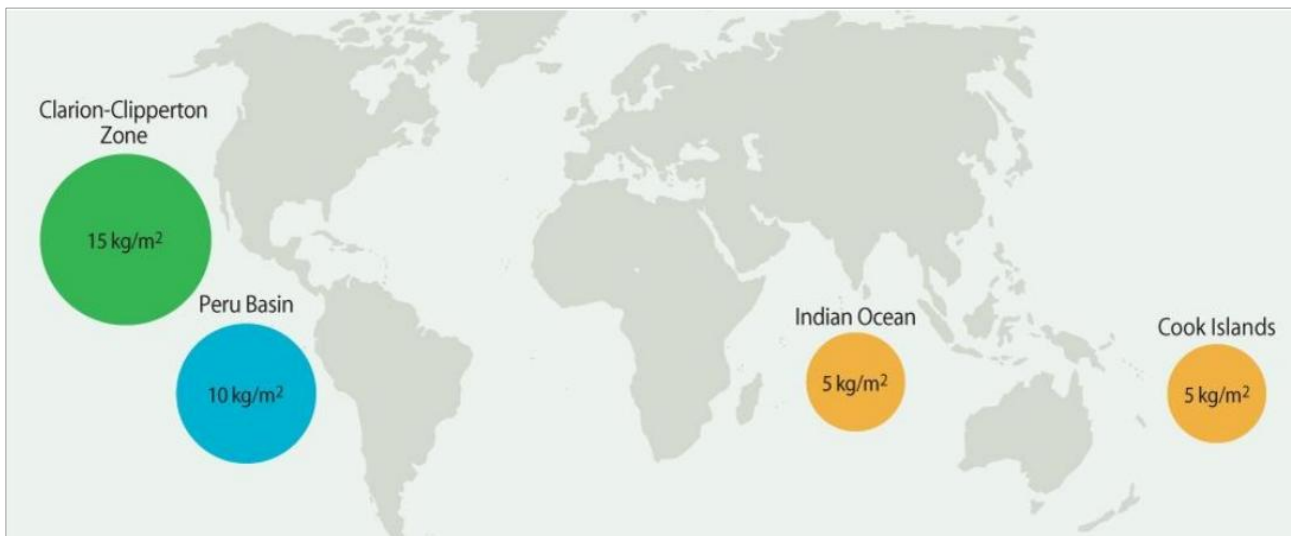 Clarion-Clipperton
Zone
15 kg/m²
Peru Basin
10 kg/m²
Indian Ocean
5 kg/m²
Cook Islands
5 kg/m²